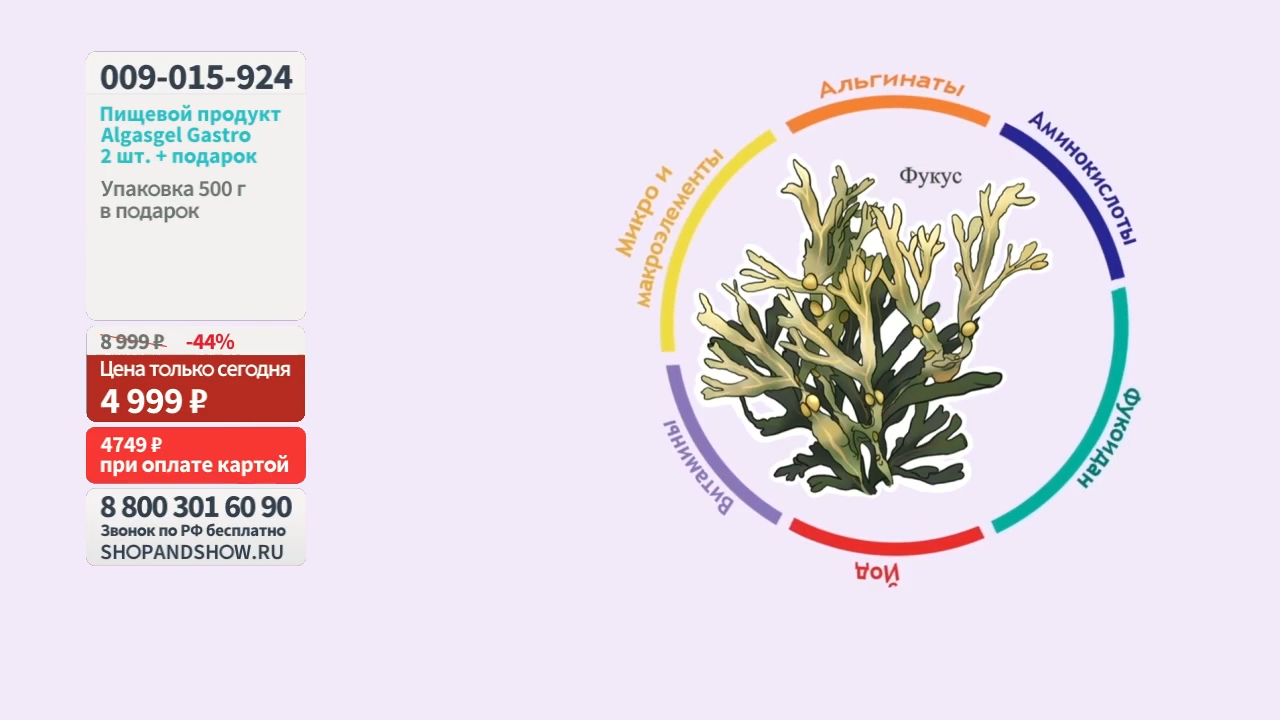 009-015-924
Пищевой продукт
Algasgel Gastro
2 шт. + подарок
Упаковка 500 г
в подарок
8 999 ₽ -44%
Цена только сегодня
4 999 ₽
4749 ₽
при оплате картой
8 800 301 60 90
Звонок по РФ бесплатно
SHOPANDSHOW.RU
Альгинаты
Аминокислоты
Фукоидан
Йод
Витамины
Микро и
макроэлементы
Фукус